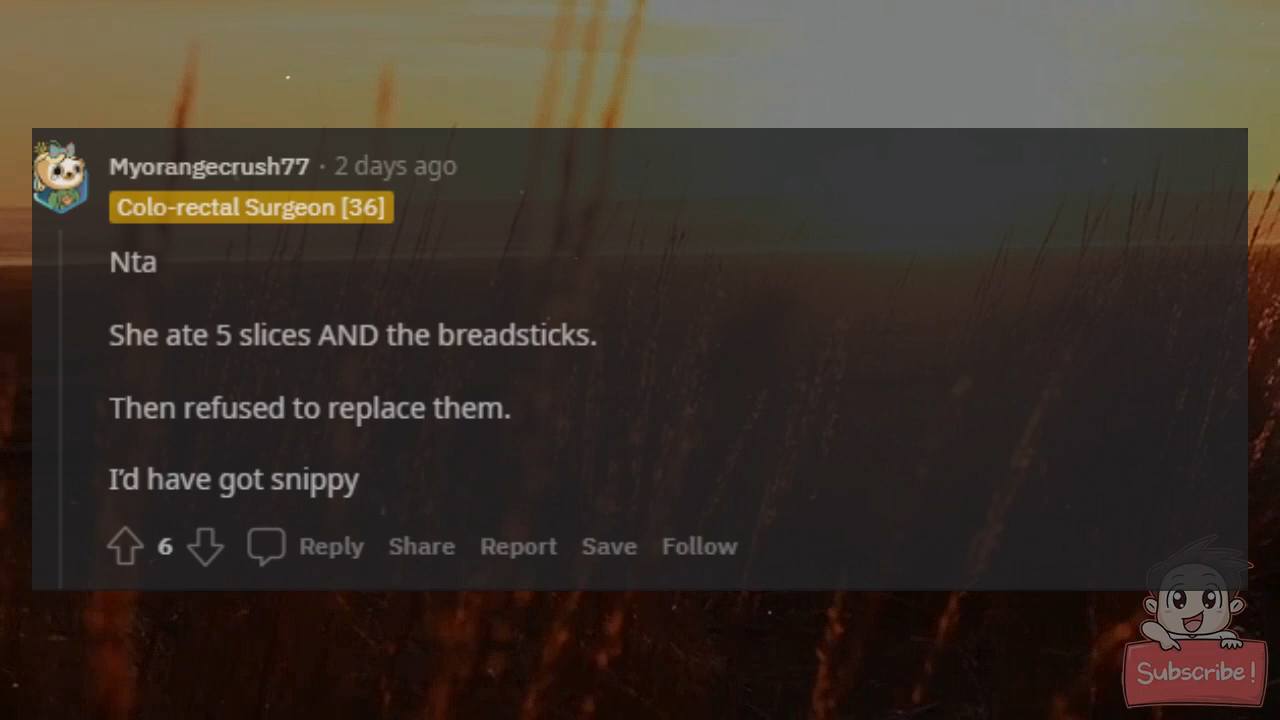 Myorangecrush77 · 2 days ago
Colo-rectal Surgeon [36]
Nta
She ate 5 slices AND the breadsticks.
Then refused to replace them.
I'd have got snippy
6 Reply Share Report Save Follow
Subscribe!